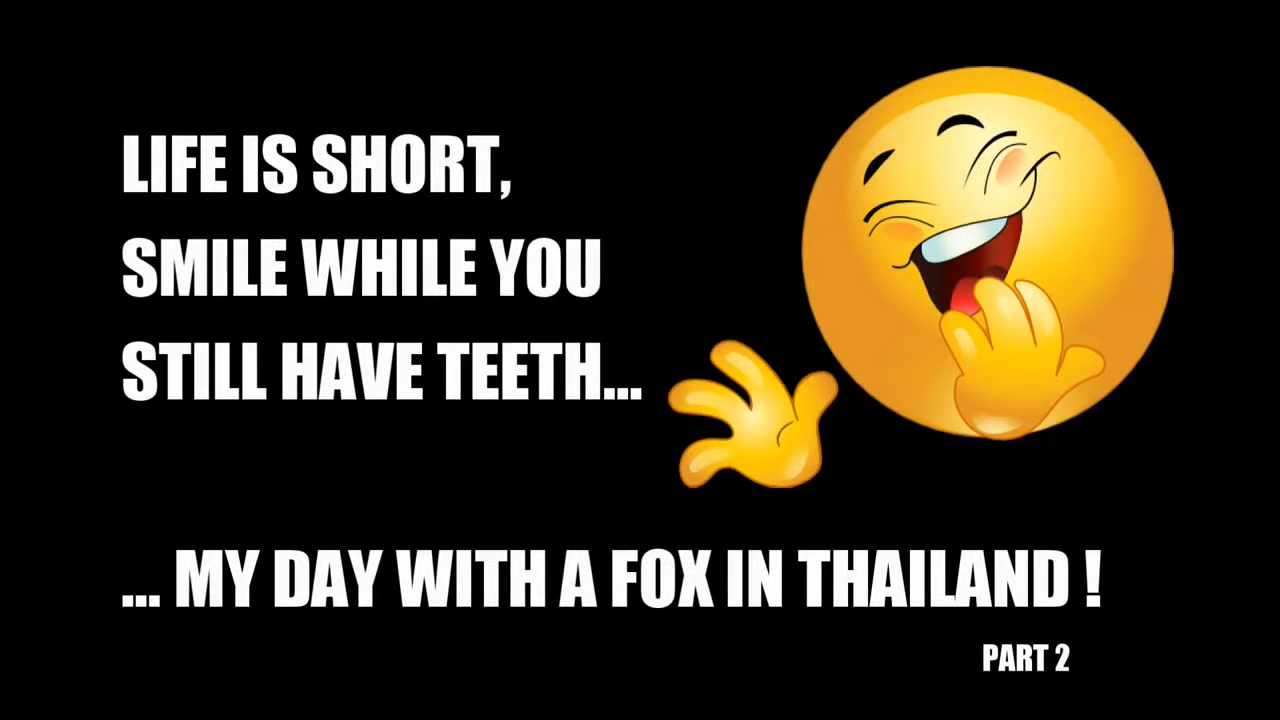 LIFE IS SHORT,
SMILE WHILE YOU
STILL HAVE TEETH...
... MY DAY WITH A FOX IN THAILAND !
PART 2